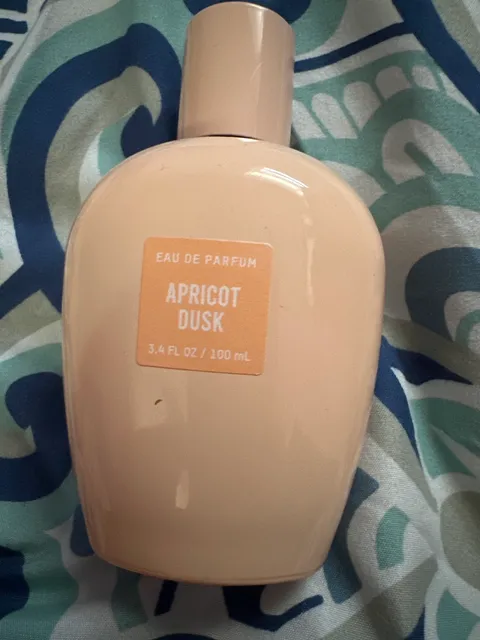 EAU DE PARFUM
APRICOT
DUSK
3.4 FL OZ / 100 mL